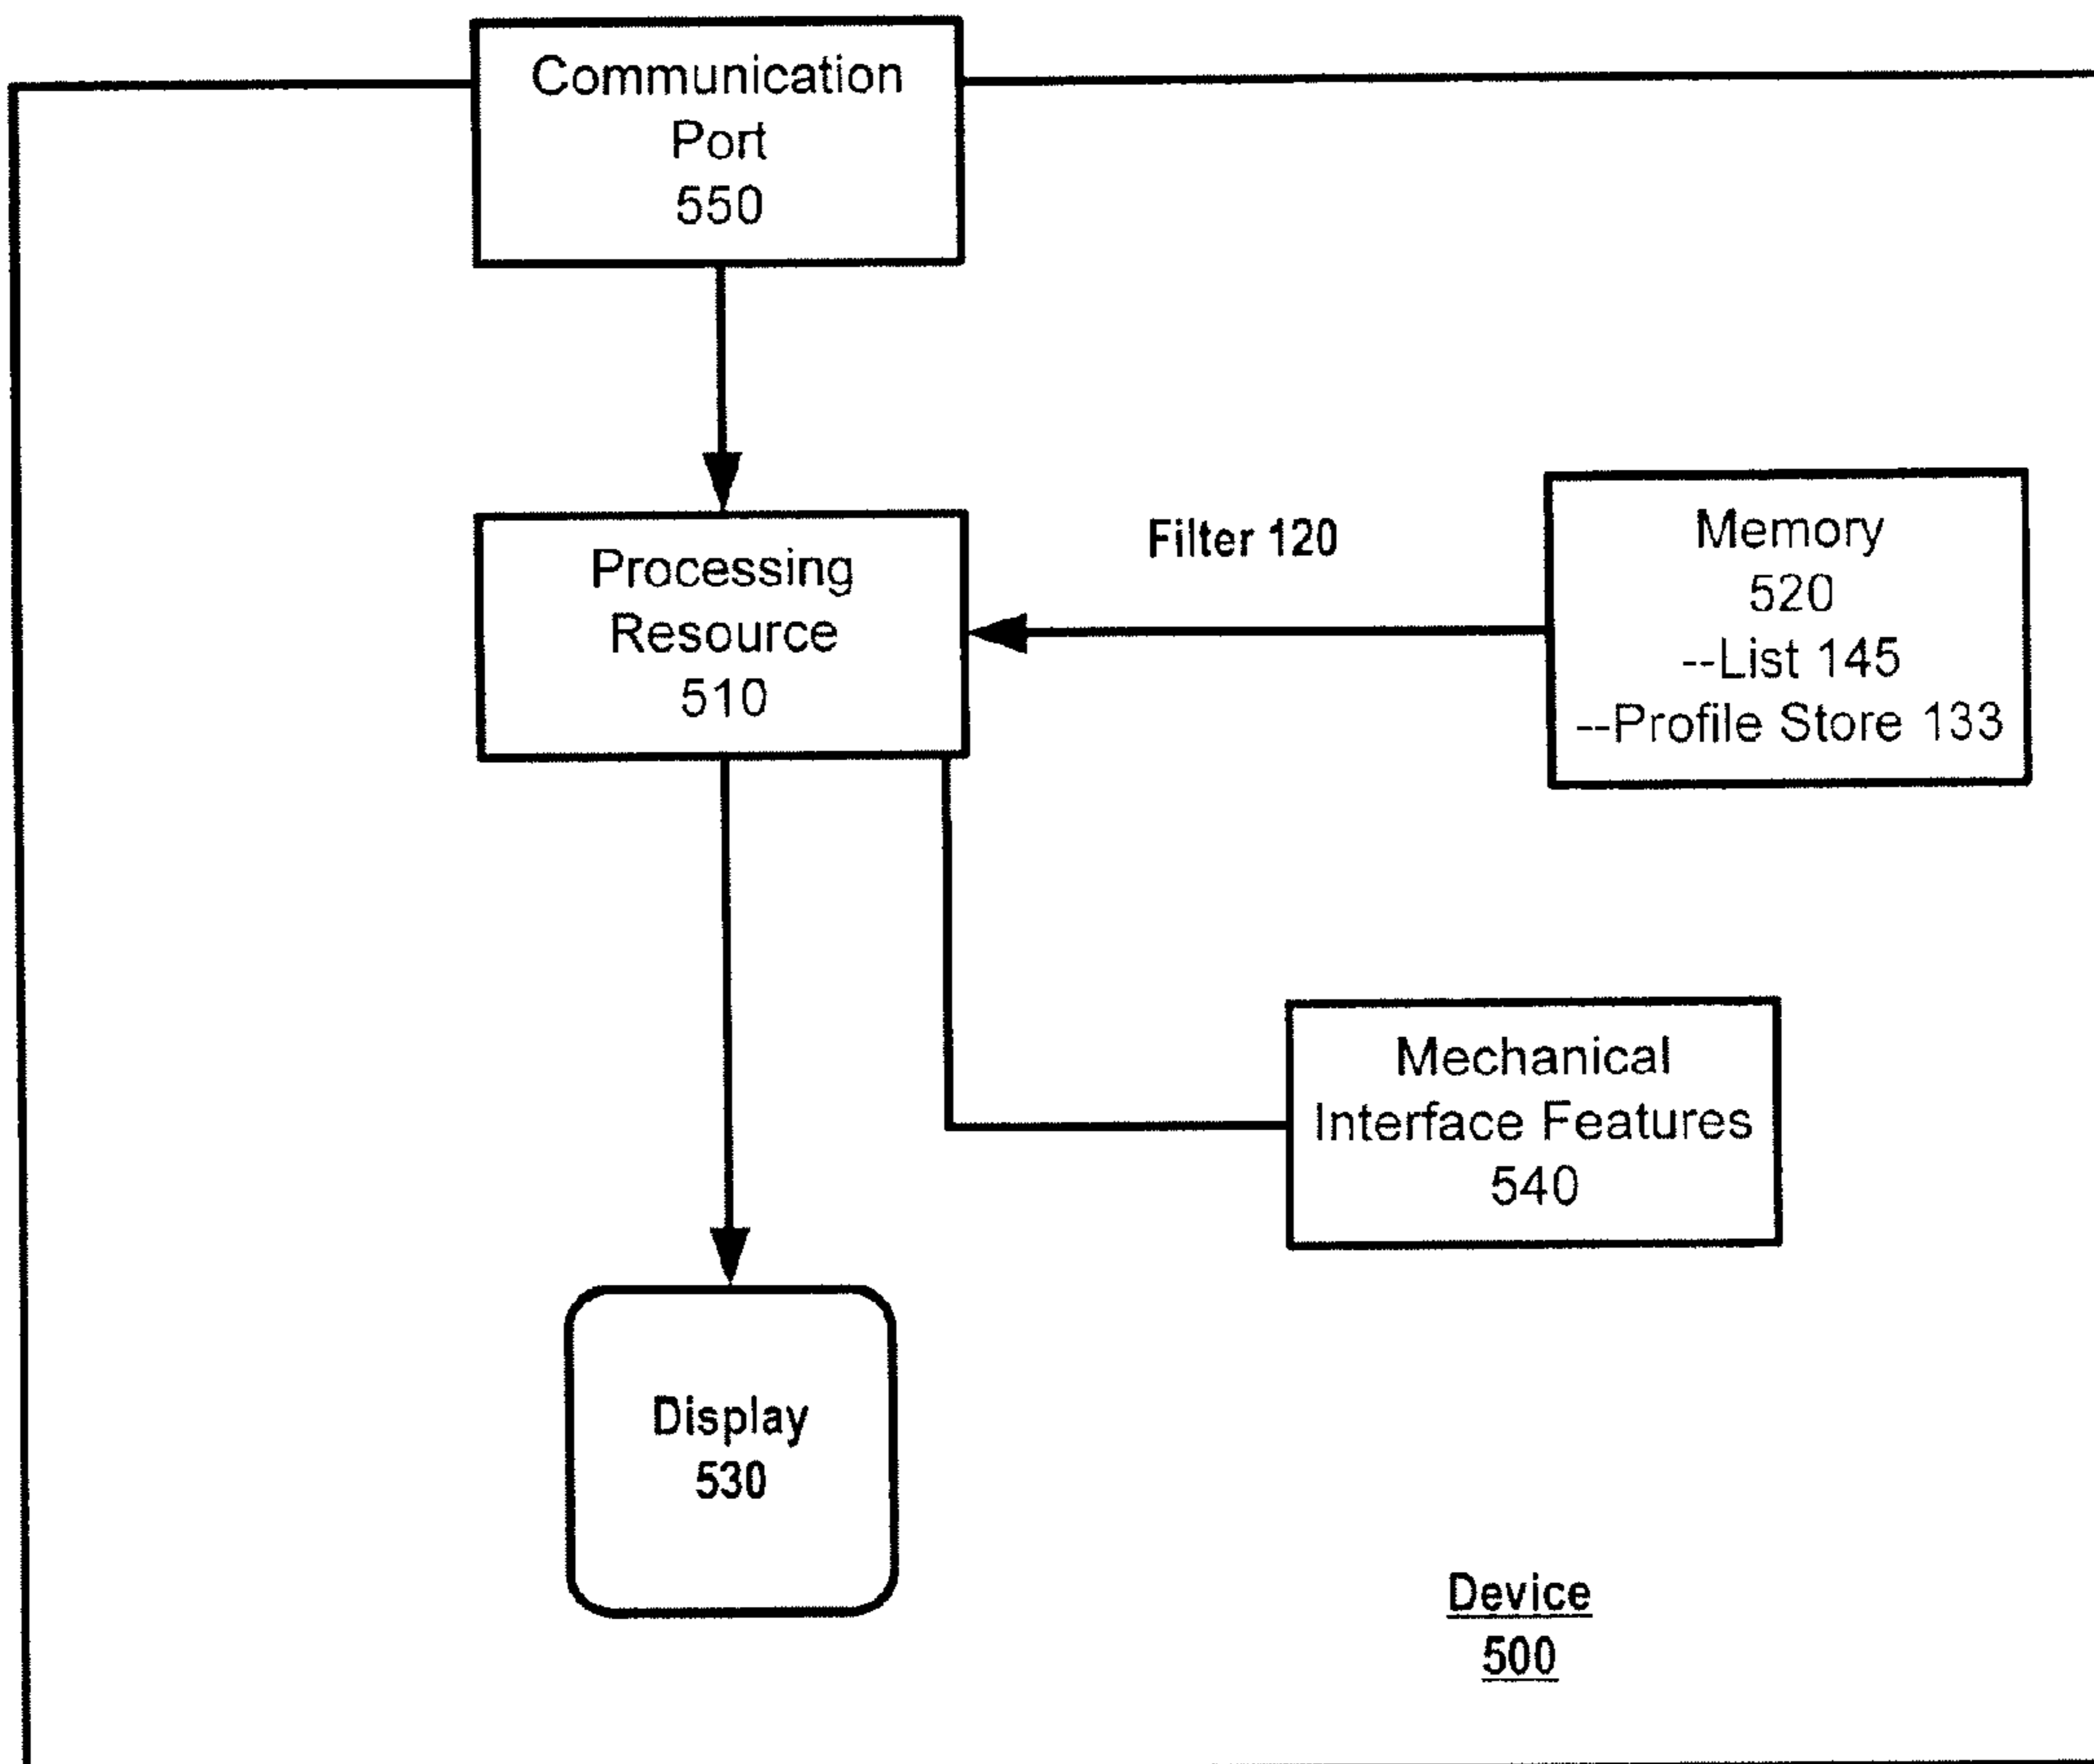 Communication
Port
550
Processing
Resource
510
Filter 120
Memory
520
--List 145
--Profile Store 133
Mechanical
Interface Features
540
Display
530
Device
500